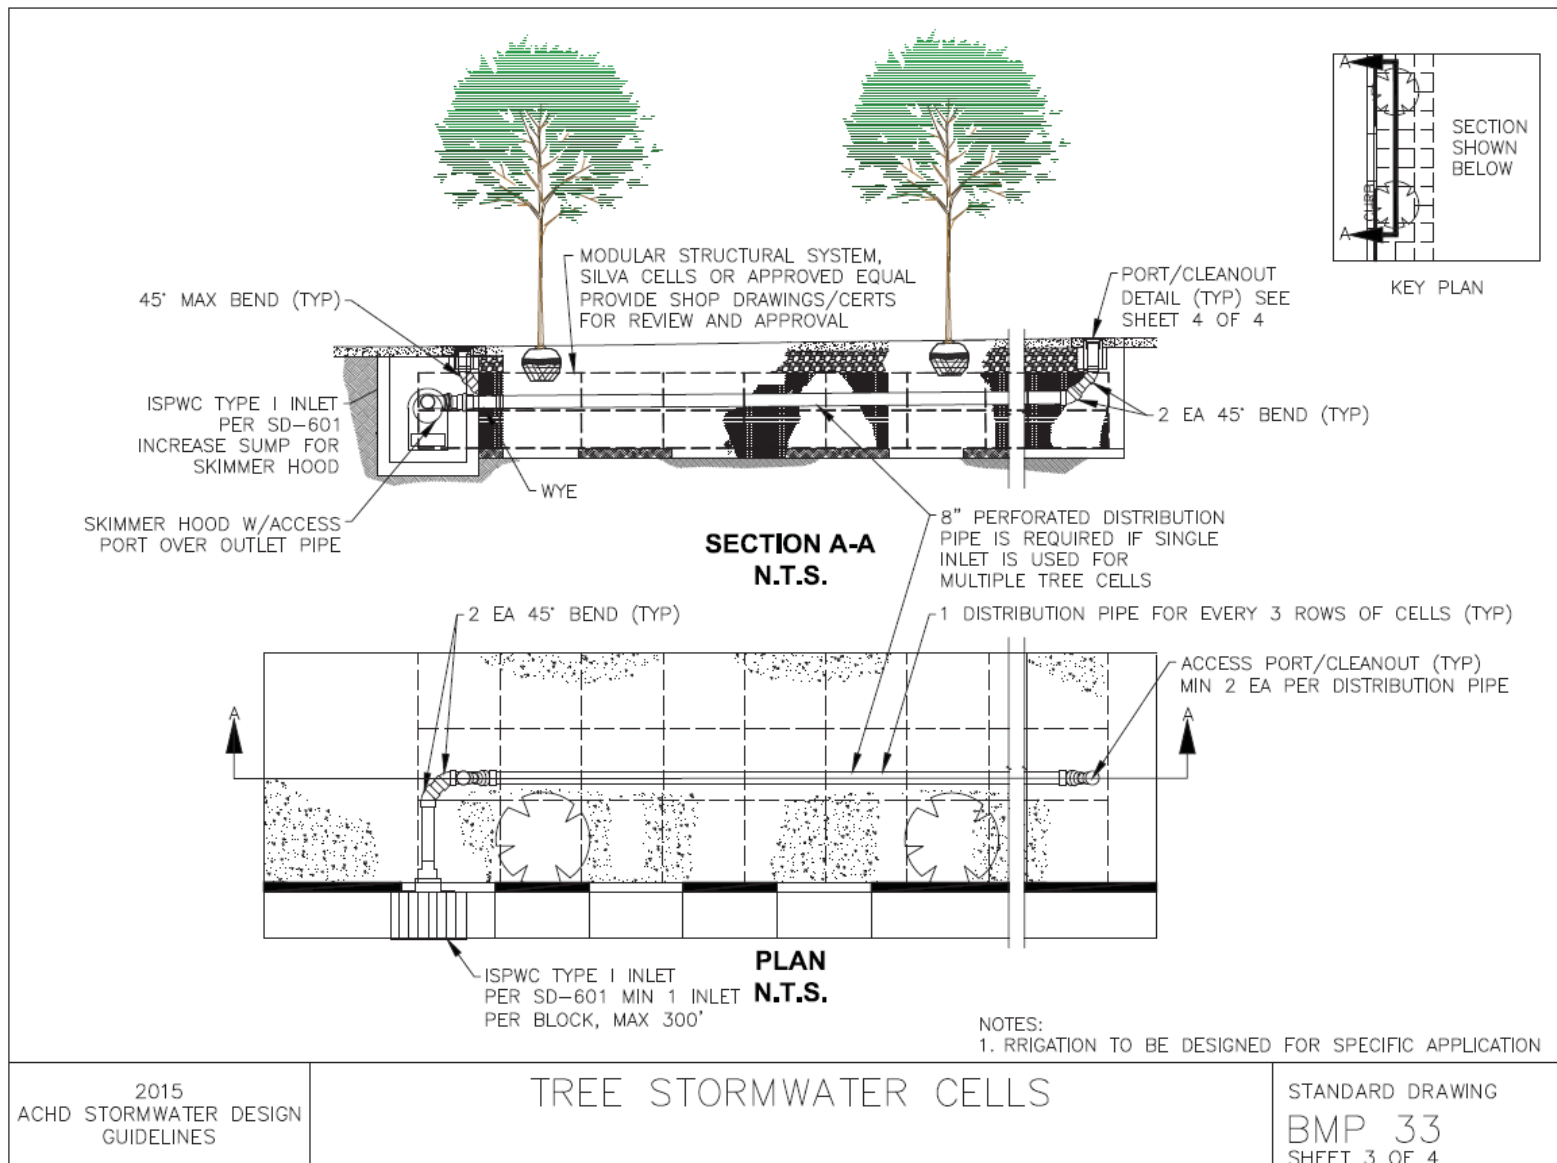 A
A
CURB
SECTION
SHOWN
BELOW
KEY PLAN
MODULAR STRUCTURAL SYSTEM,
SILVA CELLS OR APPROVED EQUAL
PROVIDE SHOP DRAWINGS/CERTS
FOR REVIEW AND APPROVAL
PORT/CLEANOUT
DETAIL (TYP) SEE
SHEET 4 OF 4
45° MAX BEND (TYP)
ISPWC TYPE I INLET
PER SD-601
INCREASE SUMP FOR
SKIMMER HOOD
2 EA 45° BEND (TYP)
WYE
SKIMMER HOOD W/ACCESS
PORT OVER OUTLET PIPE
SECTION A-A
N.T.S.
8" PERFORATED DISTRIBUTION
PIPE IS REQUIRED IF SINGLE
INLET IS USED FOR
MULTIPLE TREE CELLS
2 EA 45° BEND (TYP)
1 DISTRIBUTION PIPE FOR EVERY 3 ROWS OF CELLS (TYP)
ACCESS PORT/CLEANOUT (TYP)
MIN 2 EA PER DISTRIBUTION PIPE
A
A
ISPWC TYPE I INLET
PER SD-601 MIN 1 INLET
PER BLOCK, MAX 300'
PLAN
N.T.S.
NOTES:
1. RRIGATION TO BE DESIGNED FOR SPECIFIC APPLICATION
2015
ACHD STORMWATER DESIGN
GUIDELINES
TREE STORMWATER CELLS
STANDARD DRAWING
BMP 33
SHEET 3 OF 4